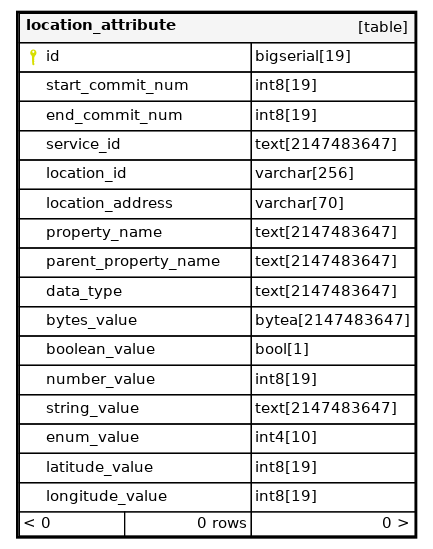 location_attribute [table]
id bigserial[19]
start_commit_num int8[19]
end_commit_num int8[19]
service_id text[2147483647]
location_id varchar[256]
location_address varchar[70]
property_name text[2147483647]
parent_property_name text[2147483647]
data_type text[2147483647]
bytes_value bytea[2147483647]
boolean_value bool[1]
number_value int8[19]
string_value text[2147483647]
enum_value int4[10]
latitude_value int8[19]
longitude_value int8[19]
< 0 0 rows 0 >